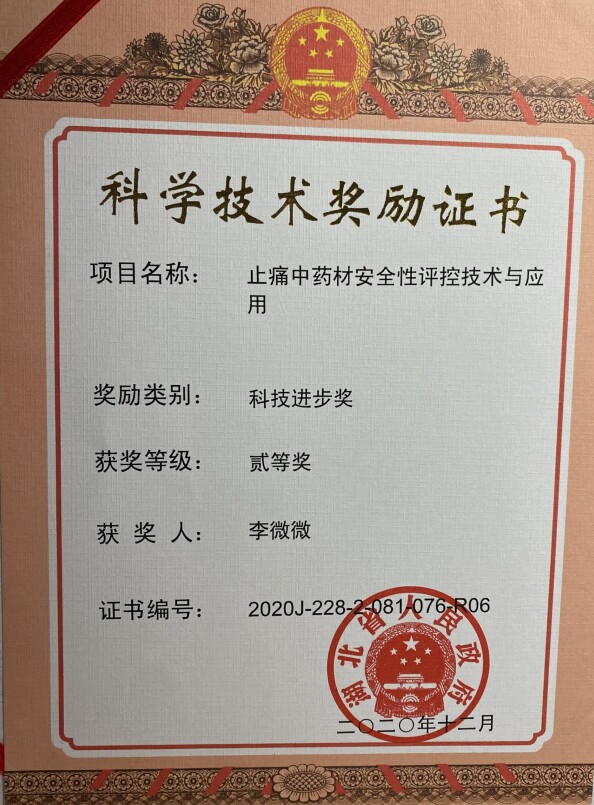 科学技术奖励证书
项目名称： 止痛中药材安全性评控技术与应
用
奖励类别： 科技进步奖
获奖等级： 贰等奖
获 奖 人： 李微微
证书编号： 2020J-228-2-081-076-R06
湖北省人民政府
二〇二〇年十二月